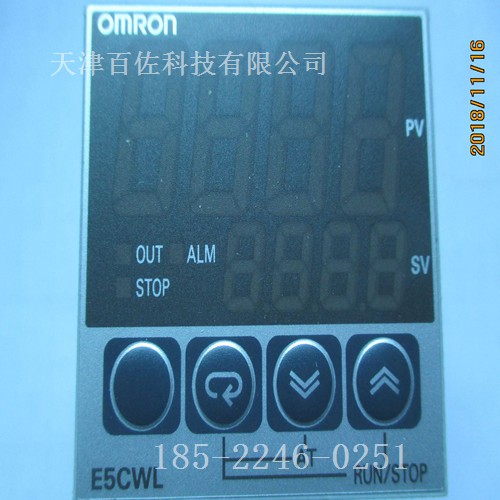 OMRON
天津百佐科技有限公司
2018/11/16
PV
OUT ALM
STOP
SV
185-2246-0251
AT
E5CWL
RUN/STOP